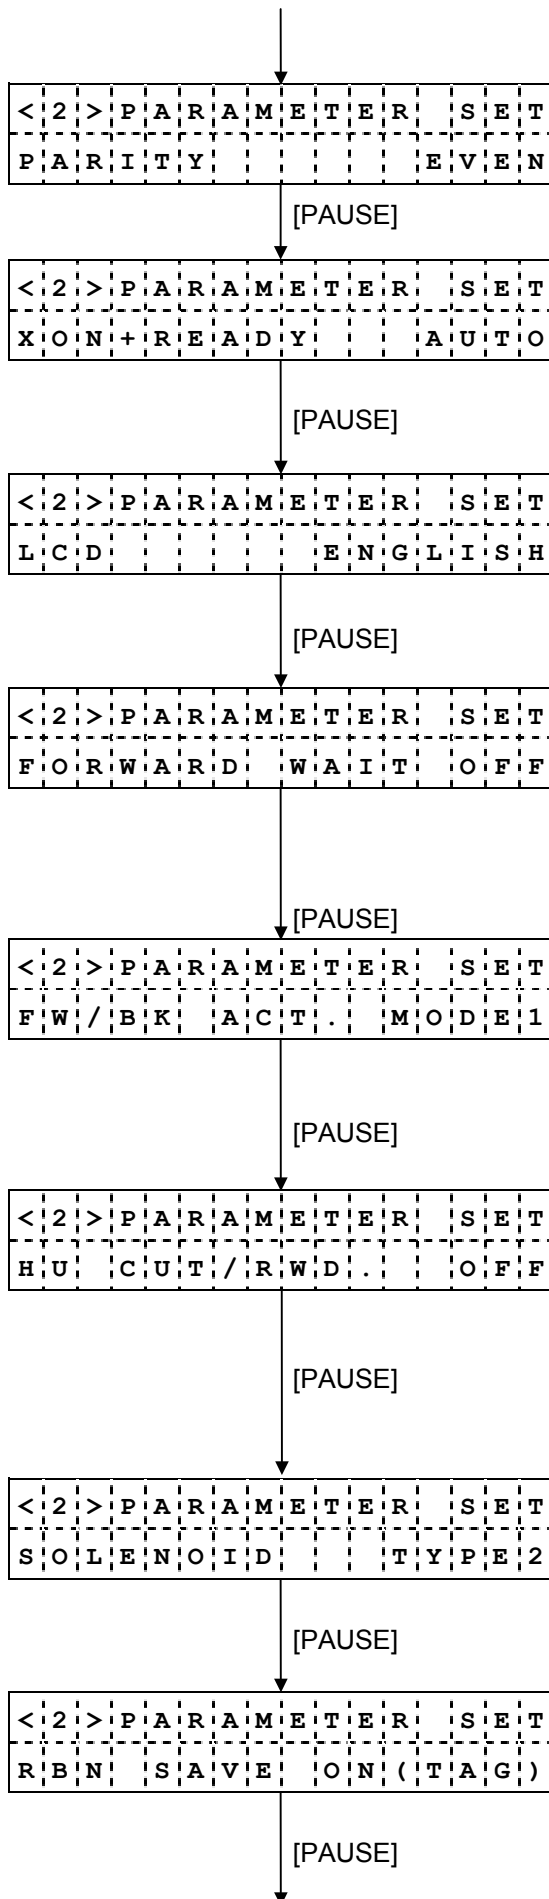 <2>PARAMETER SET
PARITY EVEN
[PAUSE]
<2>PARAMETER SET
XON+READY AUTO
[PAUSE]
<2>PARAMETER SET
LCD ENGLISH
[PAUSE]
<2>PARAMETER SET
FORWARD WAIT OFF
[PAUSE]
<2>PARAMETER SET
FW/BK ACT. MODE1
[PAUSE]
<2>PARAMETER SET
HU CUT/RWD. OFF
[PAUSE]
<2>PARAMETER SET
SOLENOID TYPE2
[PAUSE]
<2>PARAMETER SET
RBN SAVE ON(TAG)
[PAUSE]